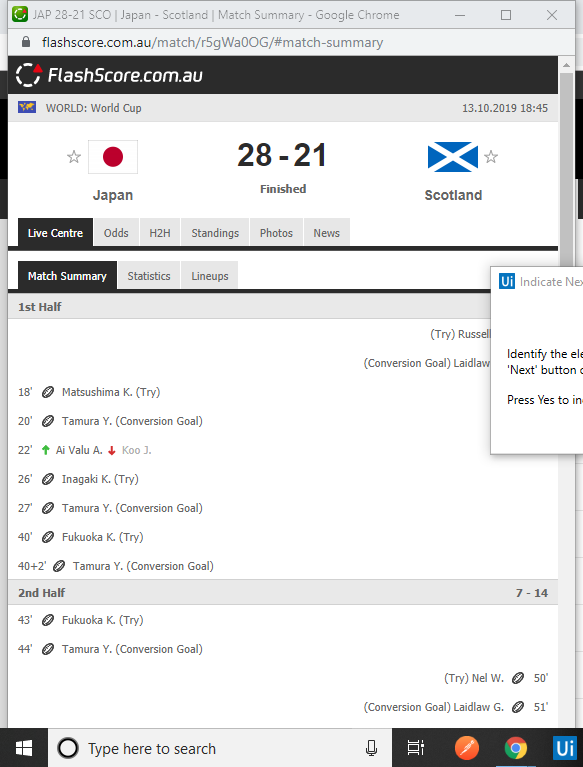 JAP 28-21 SCO | Japan - Scotland | Match Summary - Google Chrome
flashscore.com.au/match/r5gWa0OG/#match-summary
FlashScore.com.au
WORLD: World Cup 13.10.2019 18:45
28 - 21
Finished
Japan Scotland
Live Centre Odds H2H Standings Photos News
Match Summary Statistics Lineups
Ui Indicate Nex
1st Half
(Try) Russell
Identify the ele
'Next' button o
(Conversion Goal) Laidlaw
18' Matsushima K. (Try)
Press Yes to in
20' Tamura Y. (Conversion Goal)
22' Ai Valu A. Koo J.
26' Inagaki K. (Try)
27' Tamura Y. (Conversion Goal)
40' Fukuoka K. (Try)
40+2' Tamura Y. (Conversion Goal)
2nd Half 7 - 14
43' Fukuoka K. (Try)
44' Tamura Y. (Conversion Goal)
(Try) Nel W. 50'
(Conversion Goal) Laidlaw G. 51'
Type here to search Ui